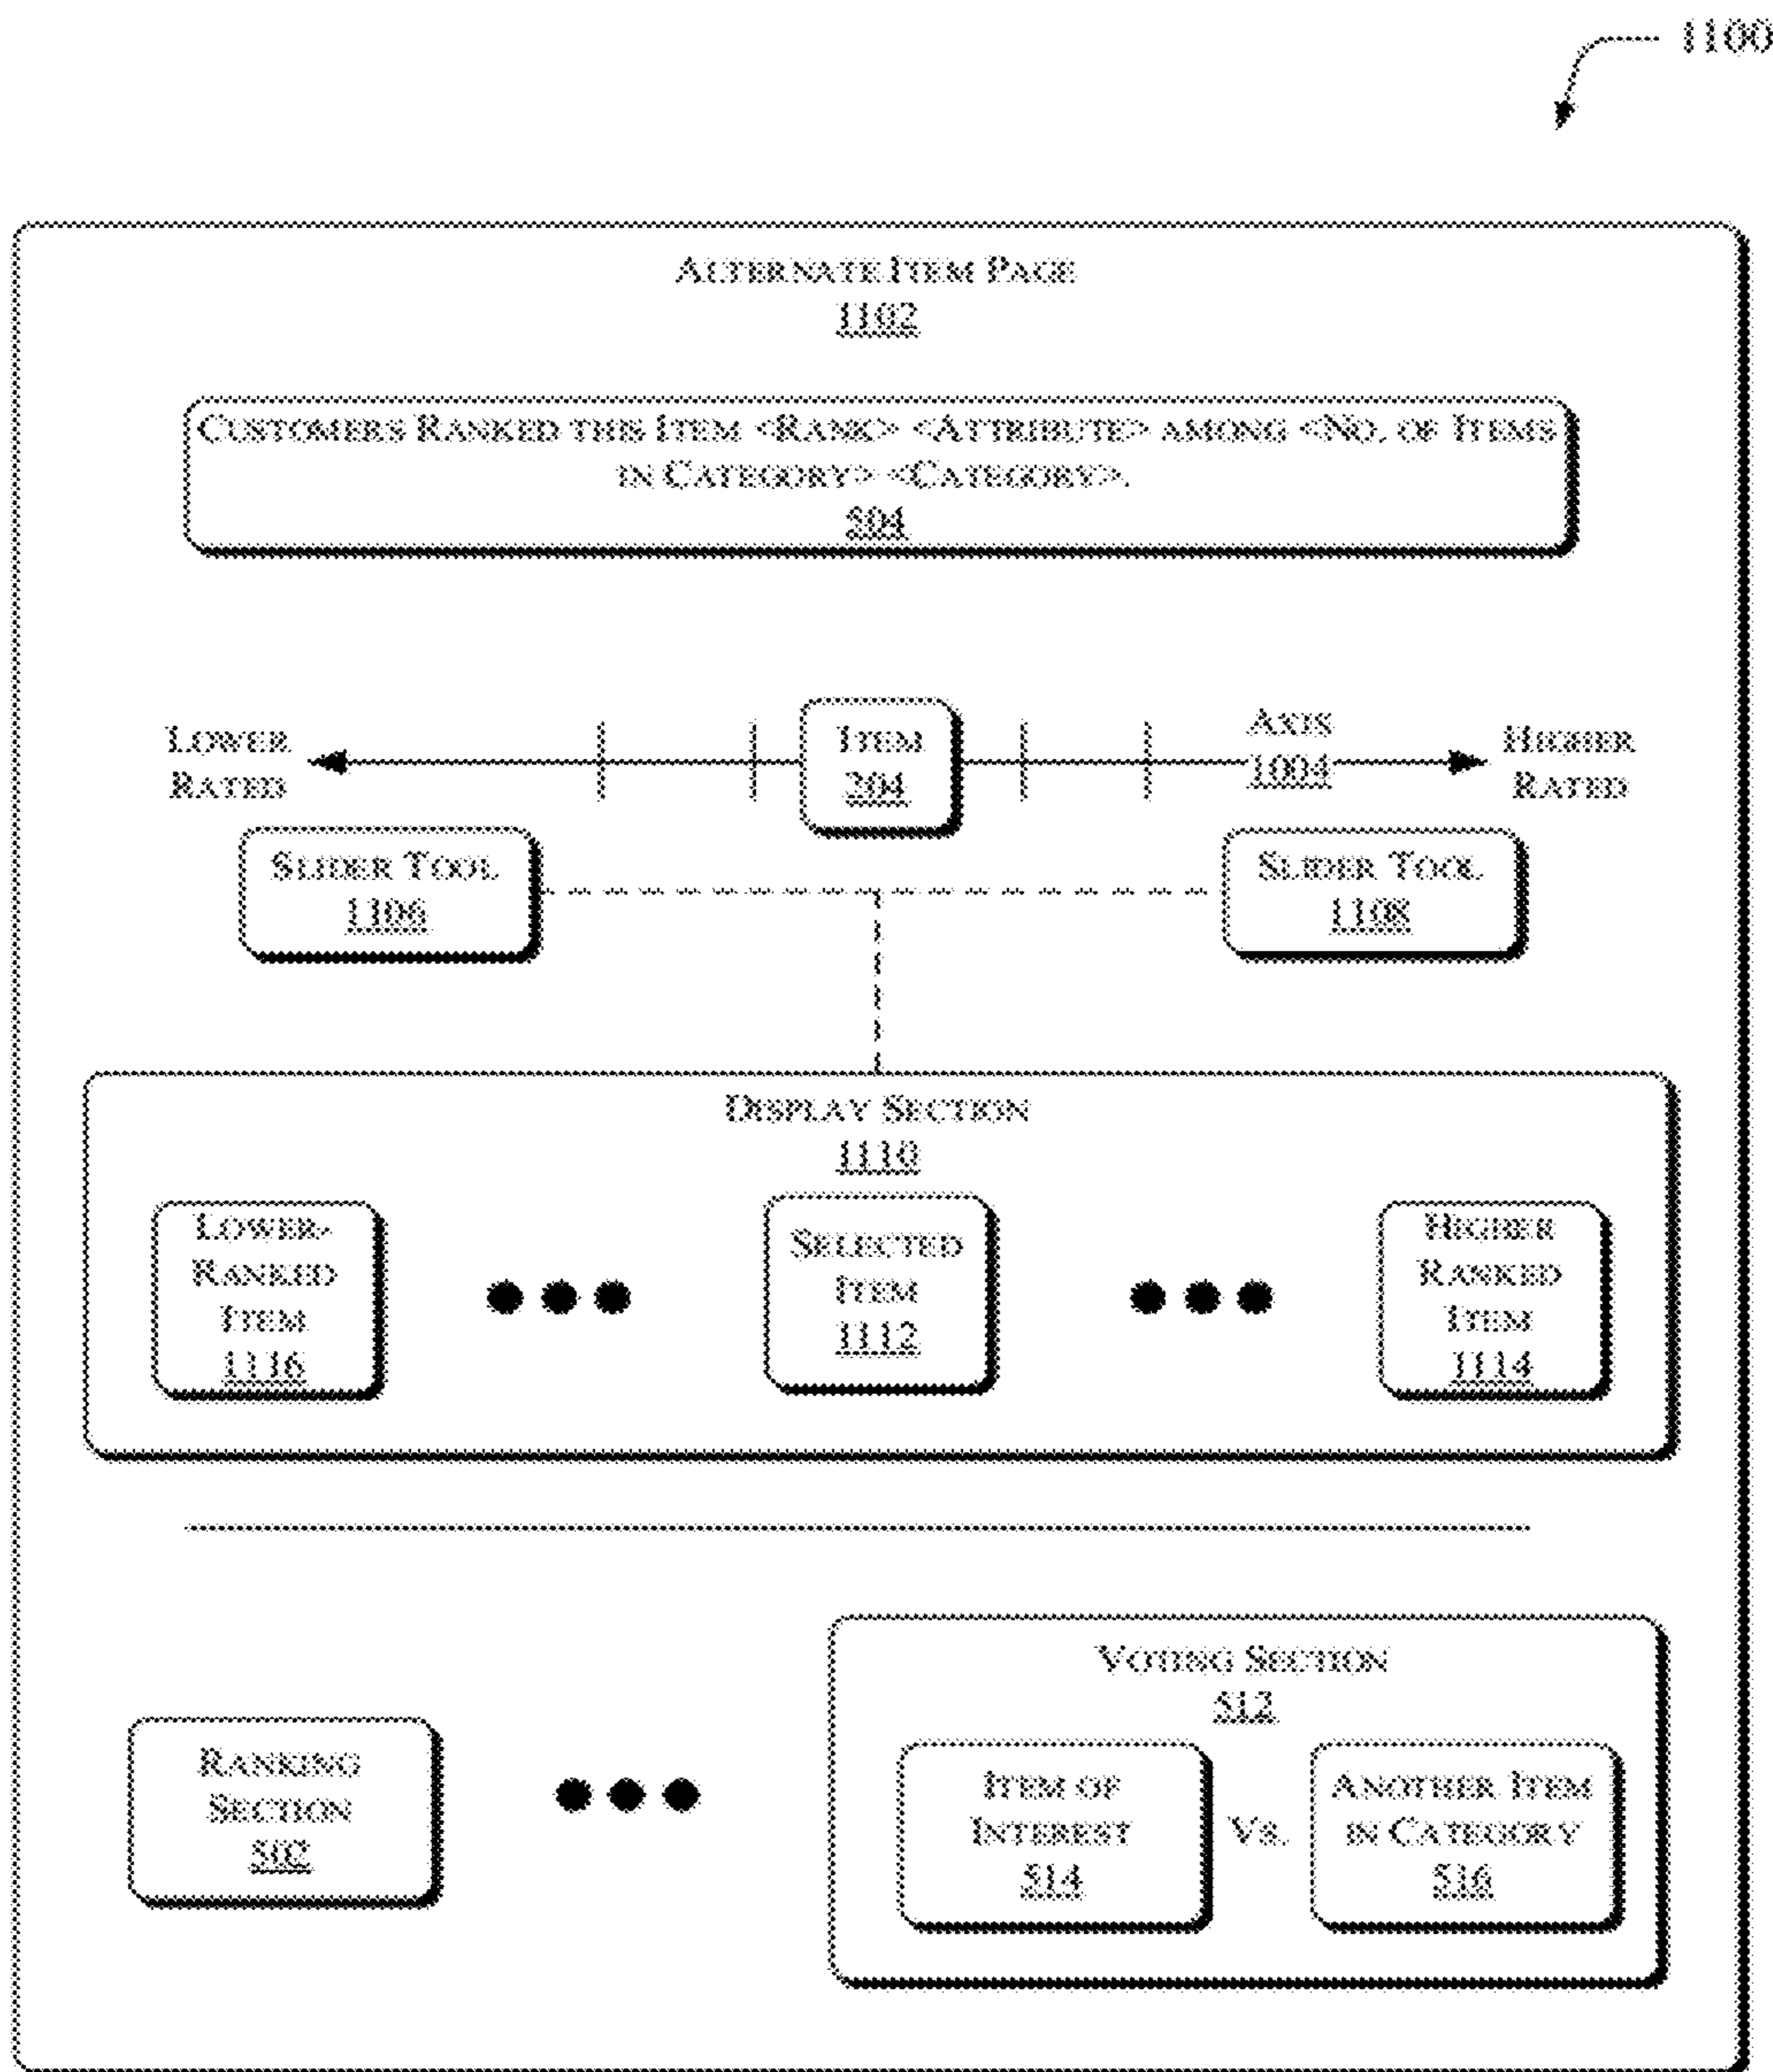 1100
ALTERNATE ITEM PAGE
1102
CUSTOMERS RANKED THIS ITEM <RANK> <ATTRIBUTE> AMONG <NO. OF ITEMS
IN CATEGORY> <CATEGORY>.
504
LOWER
RATED
ITEM
204
AXIS
1004
HIGHER
RATED
SLIDER TOOL
1106
SLIDER TOOL
1108
DISPLAY SECTION
1110
LOWER-
RANKED
ITEM
1116
SELECTED
ITEM
1112
HIGHER
RANKED
ITEM
1114
RANKING
SECTION
502
VOTING SECTION
512
ITEM OF
INTEREST
514
VS.
ANOTHER ITEM
IN CATEGORY
516